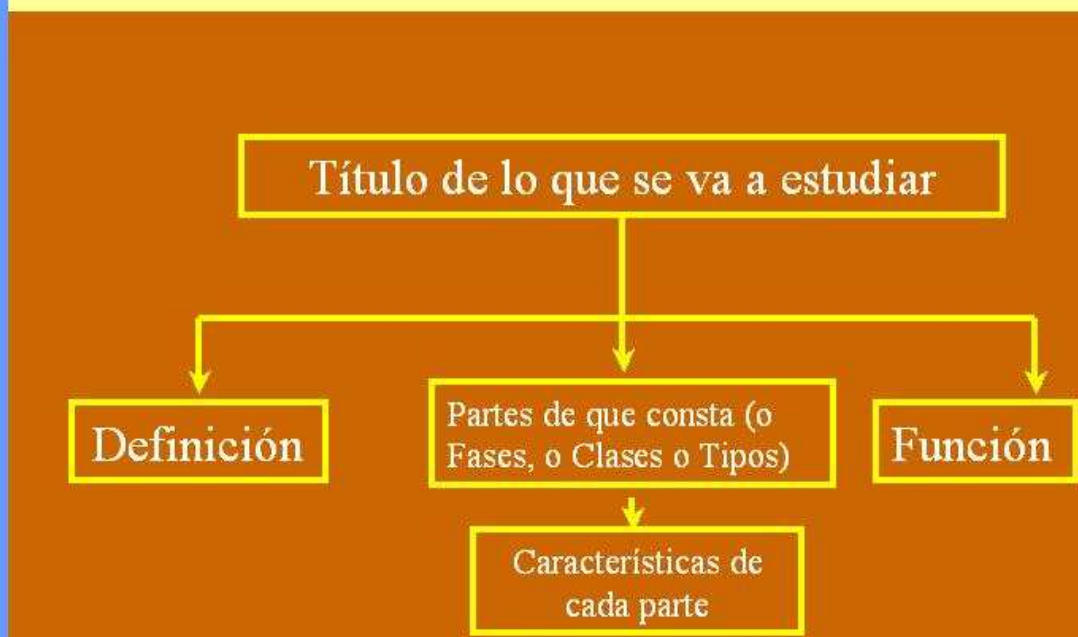 Título de lo que se va a estudiar
Definición
Partes de que consta (o
Fases, o Clases o Tipos)
Función
Características de
cada parte